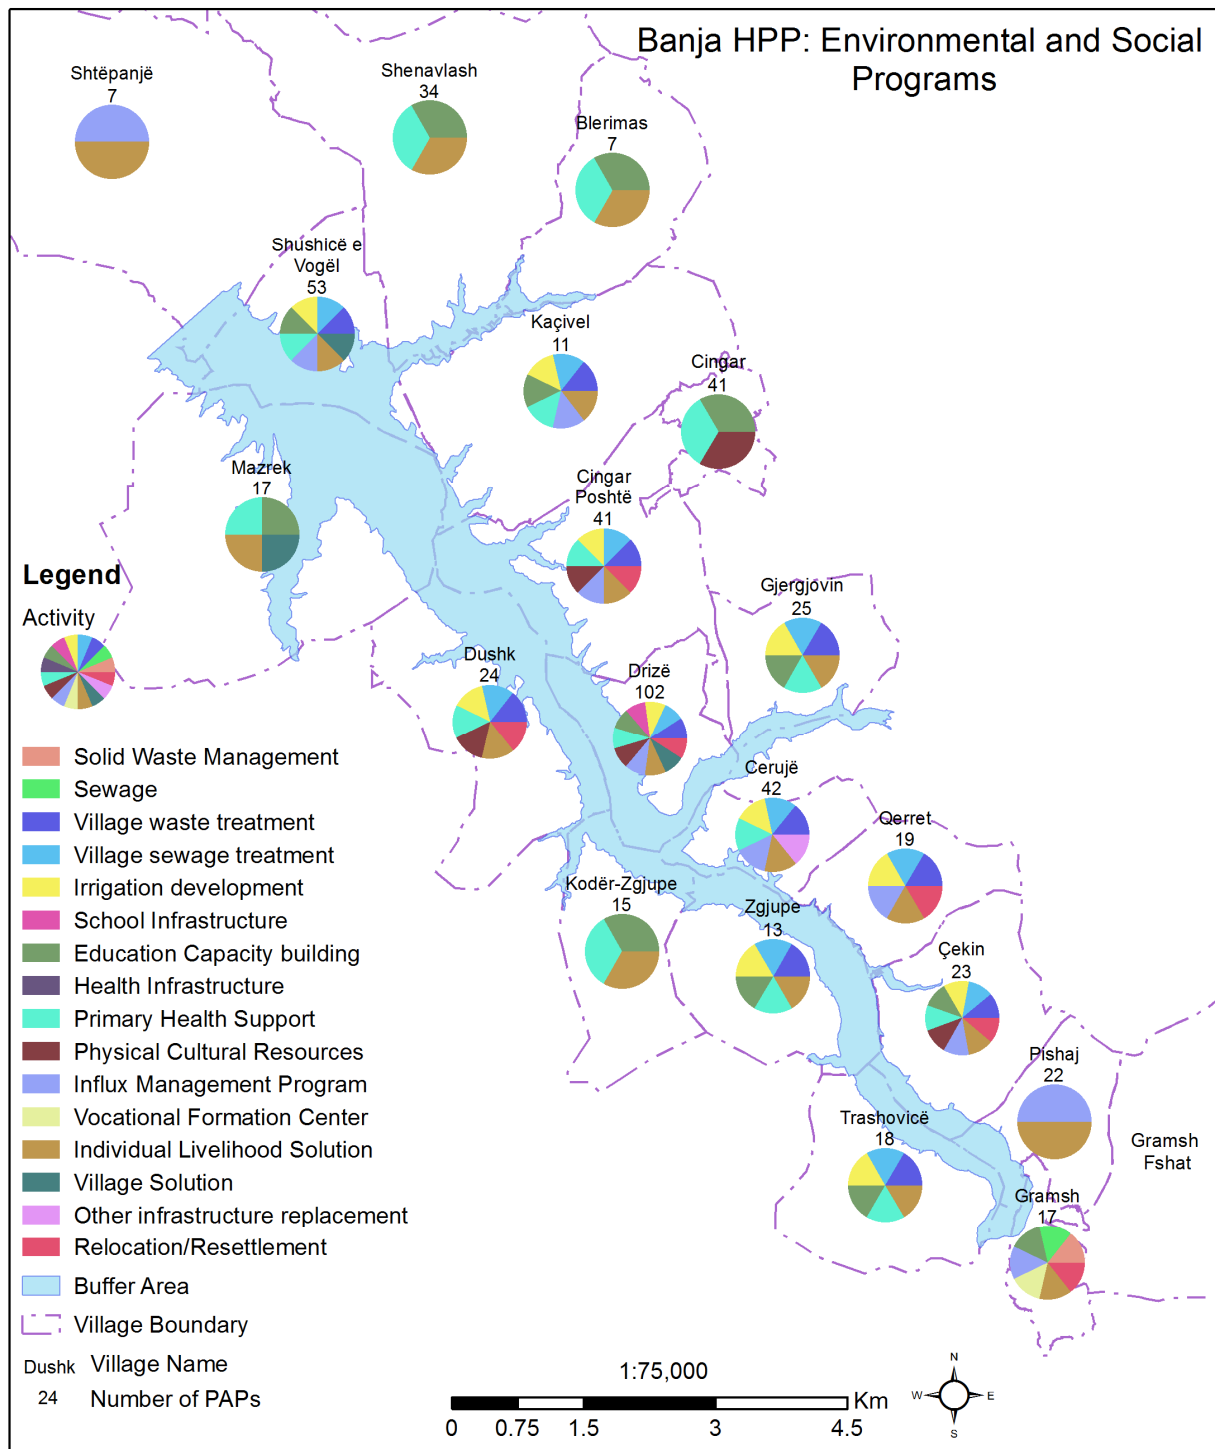 Banja HPP: Environmental and Social
Programs
Shtëpanjë
7
Shenavlash
34
Blerimas
7
Shushicë e
Vogël
53
Kaçivel
11
Cingar
41
Mazrek
17
Cingar
Poshtë
41
Gjergjovin
25
Dushk
24
Drizë
102
Cerujë
42
Qerret
19
Kodër-Zgjupe
15
Zgjupe
13
Çekin
23
Pishaj
22
Trashovicë
18
Gramsh
Fshat
Gramsh
17
Legend
Activity
Solid Waste Management
Sewage
Village waste treatment
Village sewage treatment
Irrigation development
School Infrastructure
Education Capacity building
Health Infrastructure
Primary Health Support
Physical Cultural Resources
Influx Management Program
Vocational Formation Center
Individual Livelihood Solution
Village Solution
Other infrastructure replacement
Relocation/Resettlement
Buffer Area
Village Boundary
Dushk Village Name
24 Number of PAPs
1:75,000
Km
0 0.75 1.5 3 4.5
N
W E
S